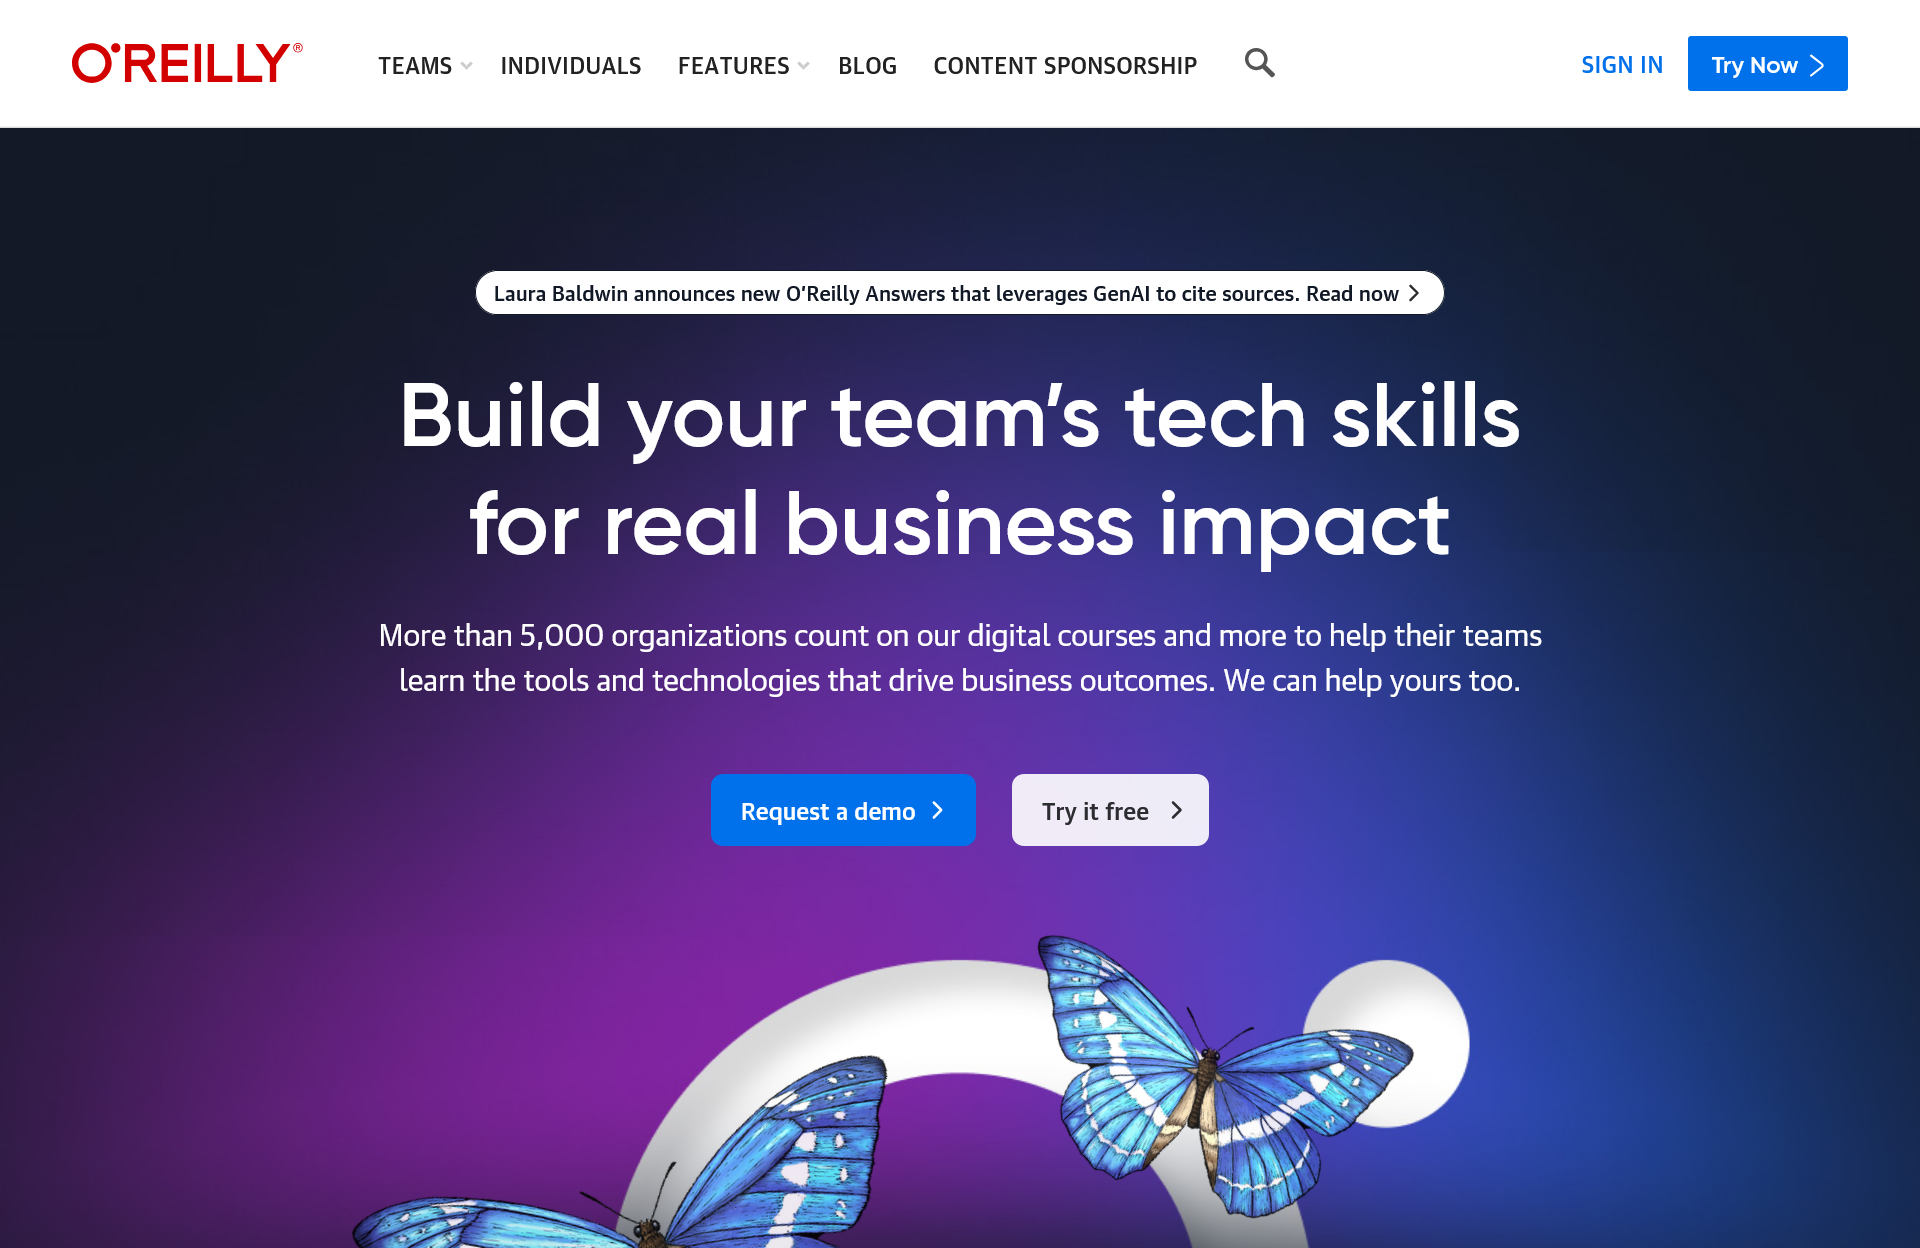 O'REILLY®
TEAMS
INDIVIDUALS
FEATURES
BLOG
CONTENT SPONSORSHIP
SIGN IN
Try Now
Laura Baldwin announces new O’Reilly Answers that leverages GenAI to cite sources. Read now
Build your team’s tech skills
for real business impact
More than 5,000 organizations count on our digital courses and more to help their teams
learn the tools and technologies that drive business outcomes. We can help yours too.
Request a demo
Try it free